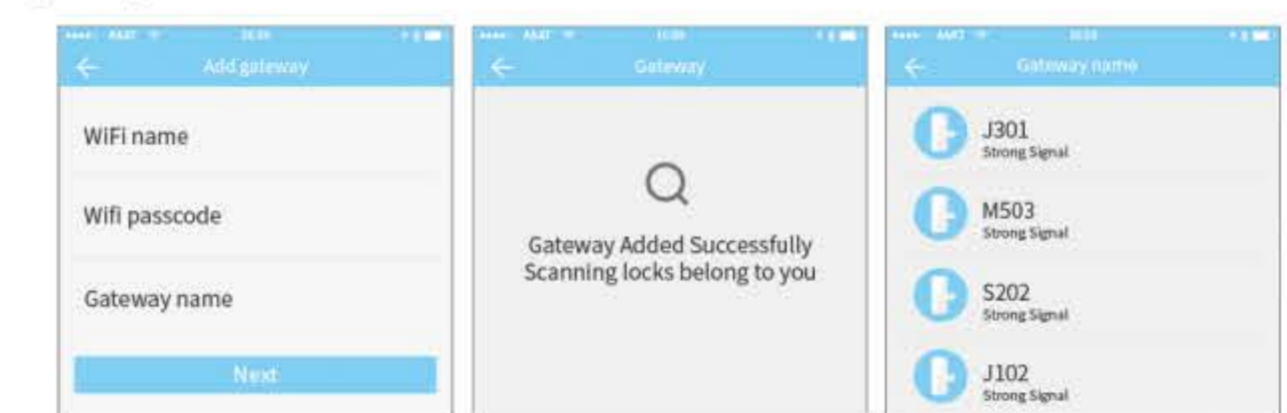 Add gateway
WiFi name
Wifi passcode
Gateway name
Next
Gateway
Gateway Added Successfully
Scanning locks belong to you
Gateway name
J301
Strong Signal
M503
Strong Signal
S202
Strong Signal
J102
Strong Signal